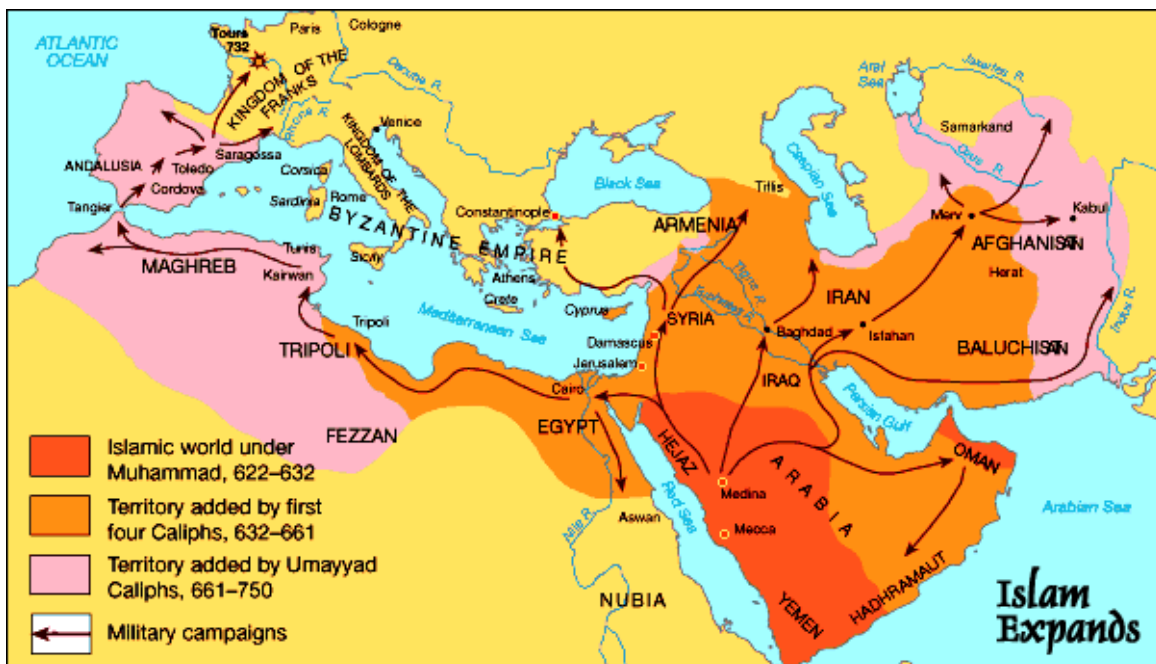 ATLANTIC
OCEAN
Tours
732
Paris
Cologne
KINGDOM OF THE
FRANKS
Rhone R.
Danube R.
Venice
KINGDOM OF THE
LOMBARDS
Corsica
Sardinia
Rome
Sicily
ANDALUSIA
Toledo
Saragossa
Cordova
Tangier
MAGHREB
Tunis
Kairwan
Tripoli
TRIPOLI
FEZZAN
BYZANTINE EMPIRE
Constantinople
Athens
Crete
Cyprus
Mediterranean Sea
Black Sea
Tiflis
ARMENIA
Caspian Sea
Aral
Sea
Jaxartes R.
Samarkand
Oxus R.
Merv
Kabul
AFGHANISTAN
Herat
Indus R.
BALUCHISTAN
IRAN
Isfahan
Tigre R.
Euphrates R.
Baghdad
IRAQ
SYRIA
Damascus
Jerusalem
Cairo
EGYPT
Aswan
Nile R.
NUBIA
Red Sea
HEJAZ
Medina
Mecca
ARABIA
YEMEN
HADHRAMAUT
OMAN
Persian Gulf
Arabian Sea
Islamic world under
Muhammad, 622–632
Territory added by first
four Caliphs, 632–661
Territory added by Umayyad
Caliphs, 661–750
Military campaigns
Islam
Expands